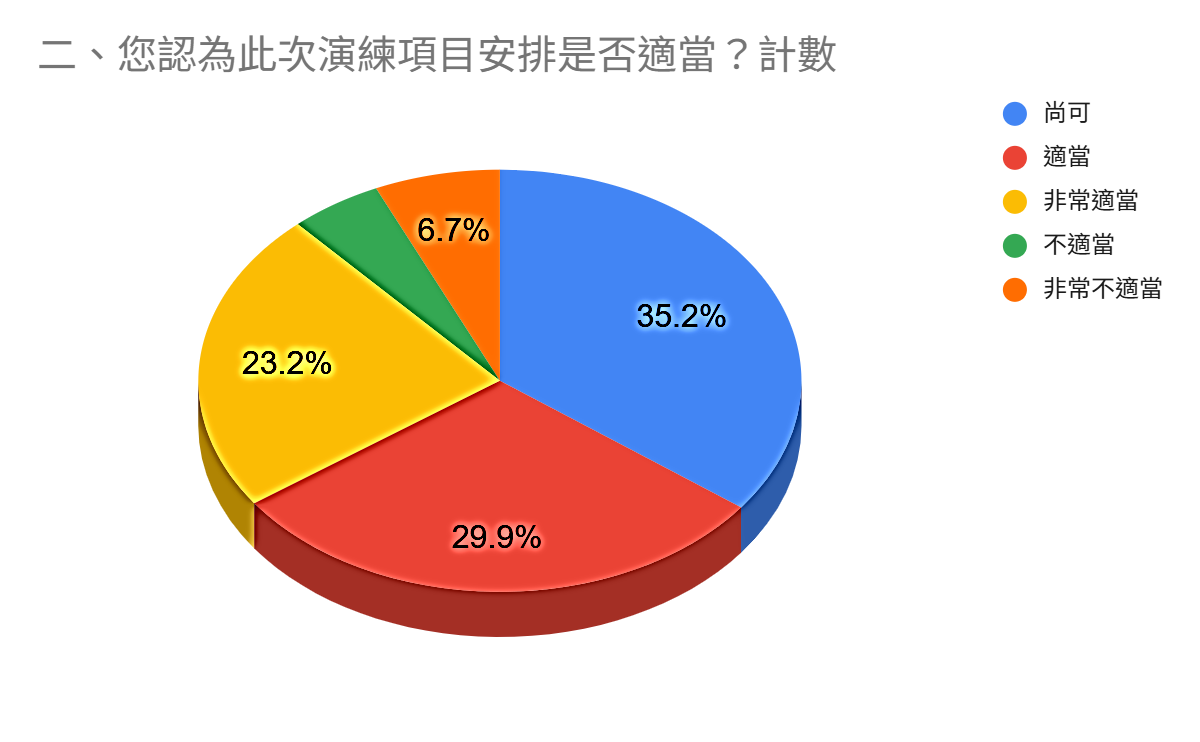 二、您認為此次演練項目安排是否適當？計數
尚可
適當
非常適當
不適當
非常不適當
6.7%
35.2%
23.2%
29.9%